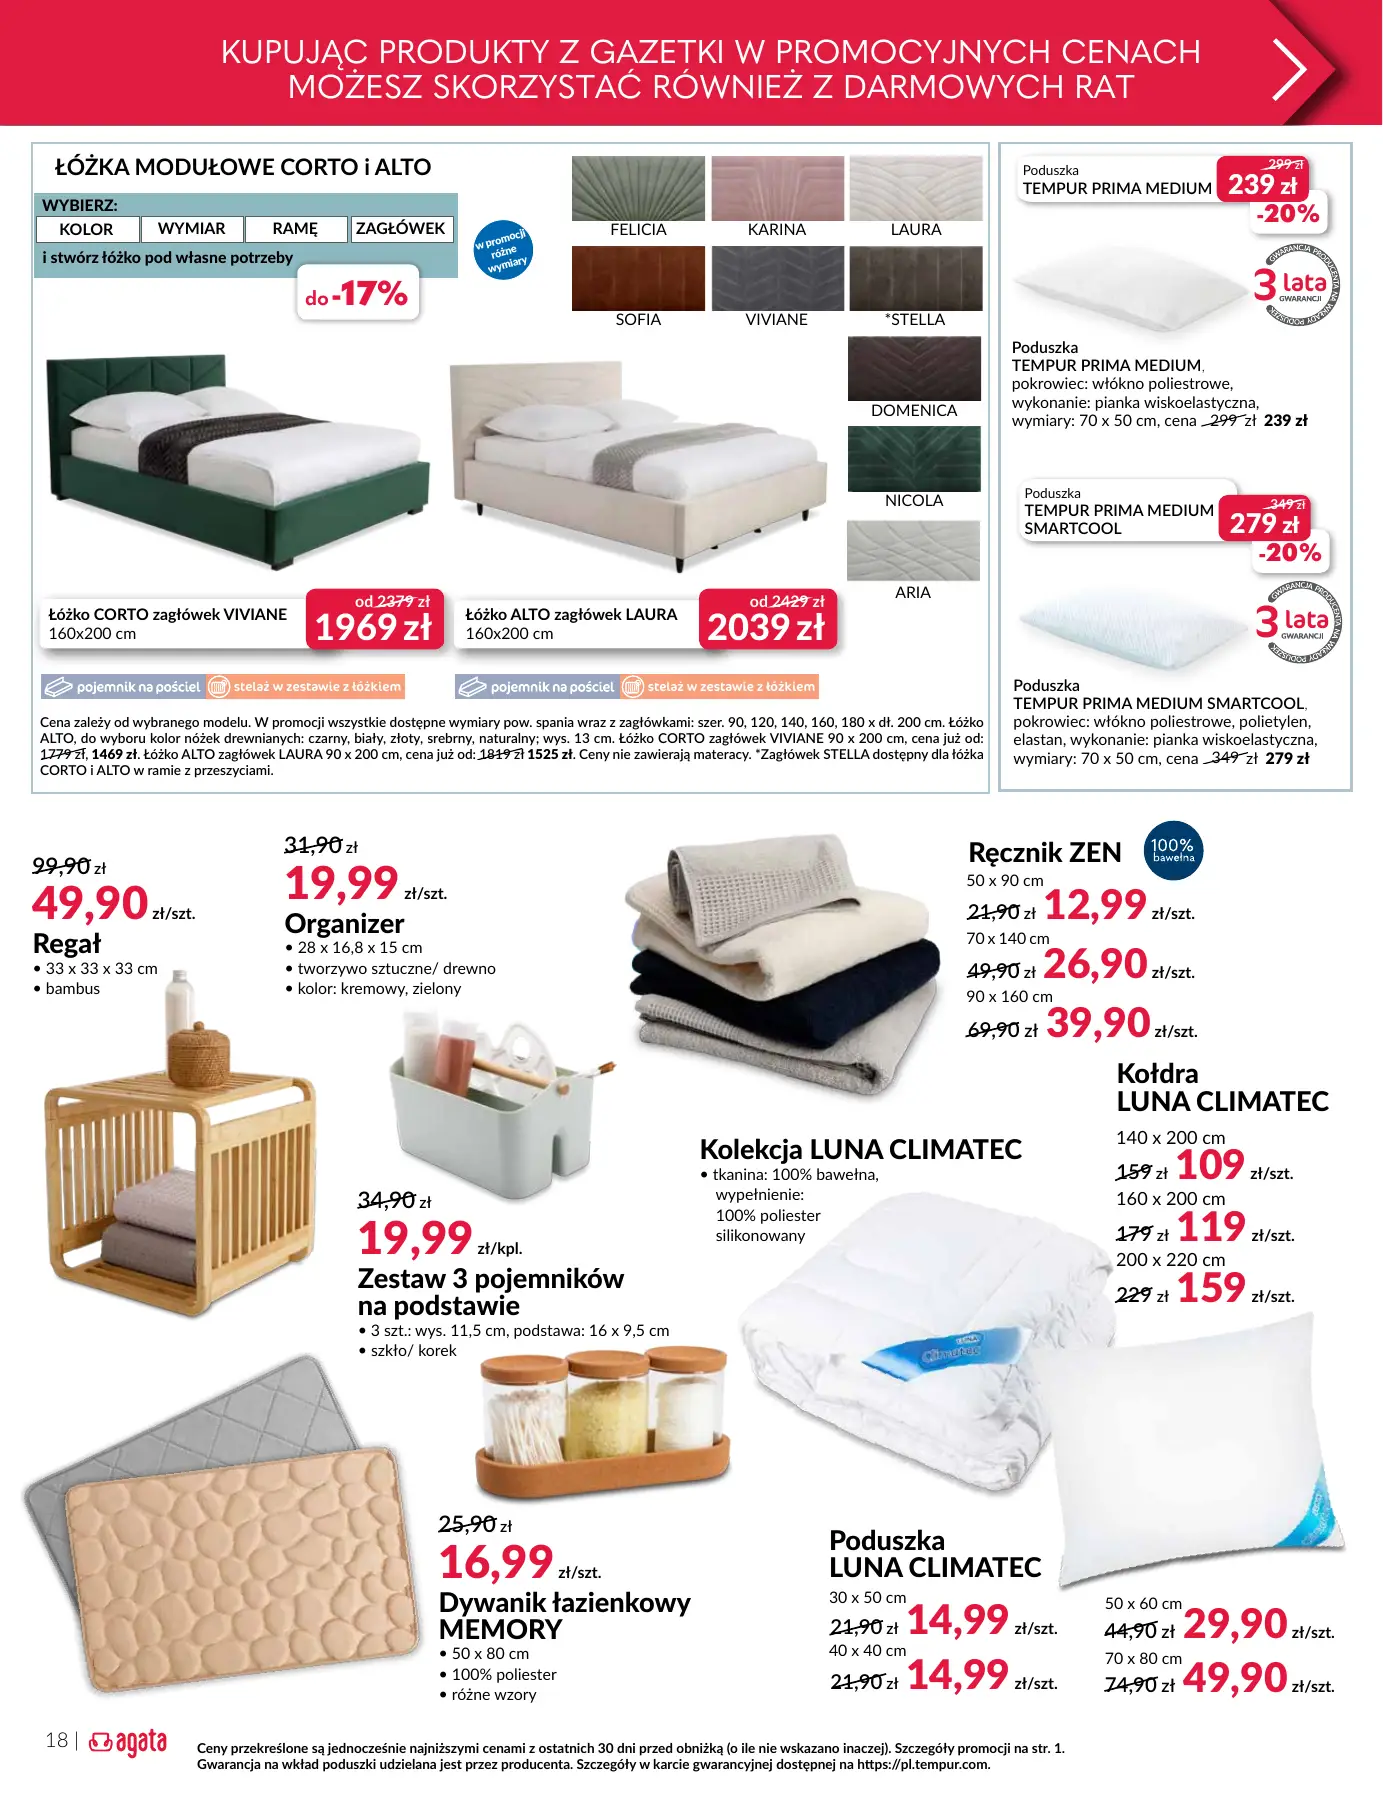 KUPUJĄC PRODUKTY Z GAZETKI W PROMOCYJNYCH CENACH
MOŻESZ SKORZYSTAĆ RÓWNIEŻ Z DARMOWYCH RAT
ŁÓŻKA MODUŁOWE CORTO i ALTO
WYBIERZ:
KOLOR WYMIAR RAMĘ ZAGŁÓWEK
i stwórz łóżko pod własne potrzeby
do -17%
w promocji
różne
wymiary
FELICIA KARINA LAURA
SOFIA VIVIANE *STELLA
DOMENICA
NICOLA
ARIA
Łóżko CORTO zagłówek VIVIANE
160x200 cm
od 2379 zł
1969 zł
Łóżko ALTO zagłówek LAURA
160x200 cm
od 2429 zł
2039 zł
pojemnik na pościel stelaż w zestawie z łóżkiem
pojemnik na pościel stelaż w zestawie z łóżkiem
Cena zależy od wybranego modelu. W promocji wszystkie dostępne wymiary pow. spania wraz z zagłówkami: szer. 90, 120, 140, 160, 180 x dł. 200 cm. Łóżko
ALTO, do wyboru kolor nóżek drewnianych: czarny, biały, złoty, srebrny, naturalny; wys. 13 cm. Łóżko CORTO zagłówek VIVIANE 90 x 200 cm, cena już od:
1779 zł, 1469 zł. Łóżko ALTO zagłówek LAURA 90 x 200 cm, cena już od: 1819 zł 1525 zł. Ceny nie zawierają materacy. *Zagłówek STELLA dostępny dla łóżka
CORTO i ALTO w ramie z przeszyciami.
Poduszka
TEMPUR PRIMA MEDIUM
299 zł
239 zł
-20%
GWARANCJA PRODUCENTA NA WKŁADY PODUSZEK
3 lata
GWARANCJI
Poduszka
TEMPUR PRIMA MEDIUM,
pokrowiec: włókno poliestrowe,
wykonanie: pianka wiskoelastyczna,
wymiary: 70 x 50 cm, cena 299 zł 239 zł
Poduszka
TEMPUR PRIMA MEDIUM
SMARTCOOL
349 zł
279 zł
-20%
GWARANCJA PRODUCENTA NA WKŁADY PODUSZEK
3 lata
GWARANCJI
Poduszka
TEMPUR PRIMA MEDIUM SMARTCOOL,
pokrowiec: włókno poliestrowe, polietylen,
elastan, wykonanie: pianka wiskoelastyczna,
wymiary: 70 x 50 cm, cena 349 zł 279 zł
99,90 zł
49,90 zł/szt.
Regał
• 33 x 33 x 33 cm
• bambus
31,90 zł
19,99 zł/szt.
Organizer
• 28 x 16,8 x 15 cm
• tworzywo sztuczne/ drewno
• kolor: kremowy, zielony
Ręcznik ZEN
100%
bawełna
50 x 90 cm
21,90 zł 12,99 zł/szt.
70 x 140 cm
49,90 zł 26,90 zł/szt.
90 x 160 cm
69,90 zł 39,90 zł/szt.
Kołdra
LUNA CLIMATEC
140 x 200 cm
159 zł 109 zł/szt.
160 x 200 cm
179 zł 119 zł/szt.
200 x 220 cm
229 zł 159 zł/szt.
Kolekcja LUNA CLIMATEC
• tkanina: 100% bawełna,
wypełnienie:
100% poliester
silikonowany
LUNA
Climatec
34,90 zł
19,99 zł/kpl.
Zestaw 3 pojemników
na podstawie
• 3 szt.: wys. 11,5 cm, podstawa: 16 x 9,5 cm
• szkło/ korek
25,90 zł
16,99 zł/szt.
Dywanik łazienkowy
MEMORY
• 50 x 80 cm
• 100% poliester
• różne wzory
Poduszka
LUNA CLIMATEC
30 x 50 cm
21,90 zł 14,99 zł/szt.
40 x 40 cm
21,90 zł 14,99 zł/szt.
50 x 60 cm
44,90 zł 29,90 zł/szt.
70 x 80 cm
74,90 zł 49,90 zł/szt.
18 | agata
Ceny przekreślone są jednocześnie najniższymi cenami z ostatnich 30 dni przed obniżką (o ile nie wskazano inaczej). Szczegóły promocji na str. 1.
Gwarancja na wkład poduszki udzielana jest przez producenta. Szczegóły w karcie gwarancyjnej dostępnej na https://pl.tempur.com.